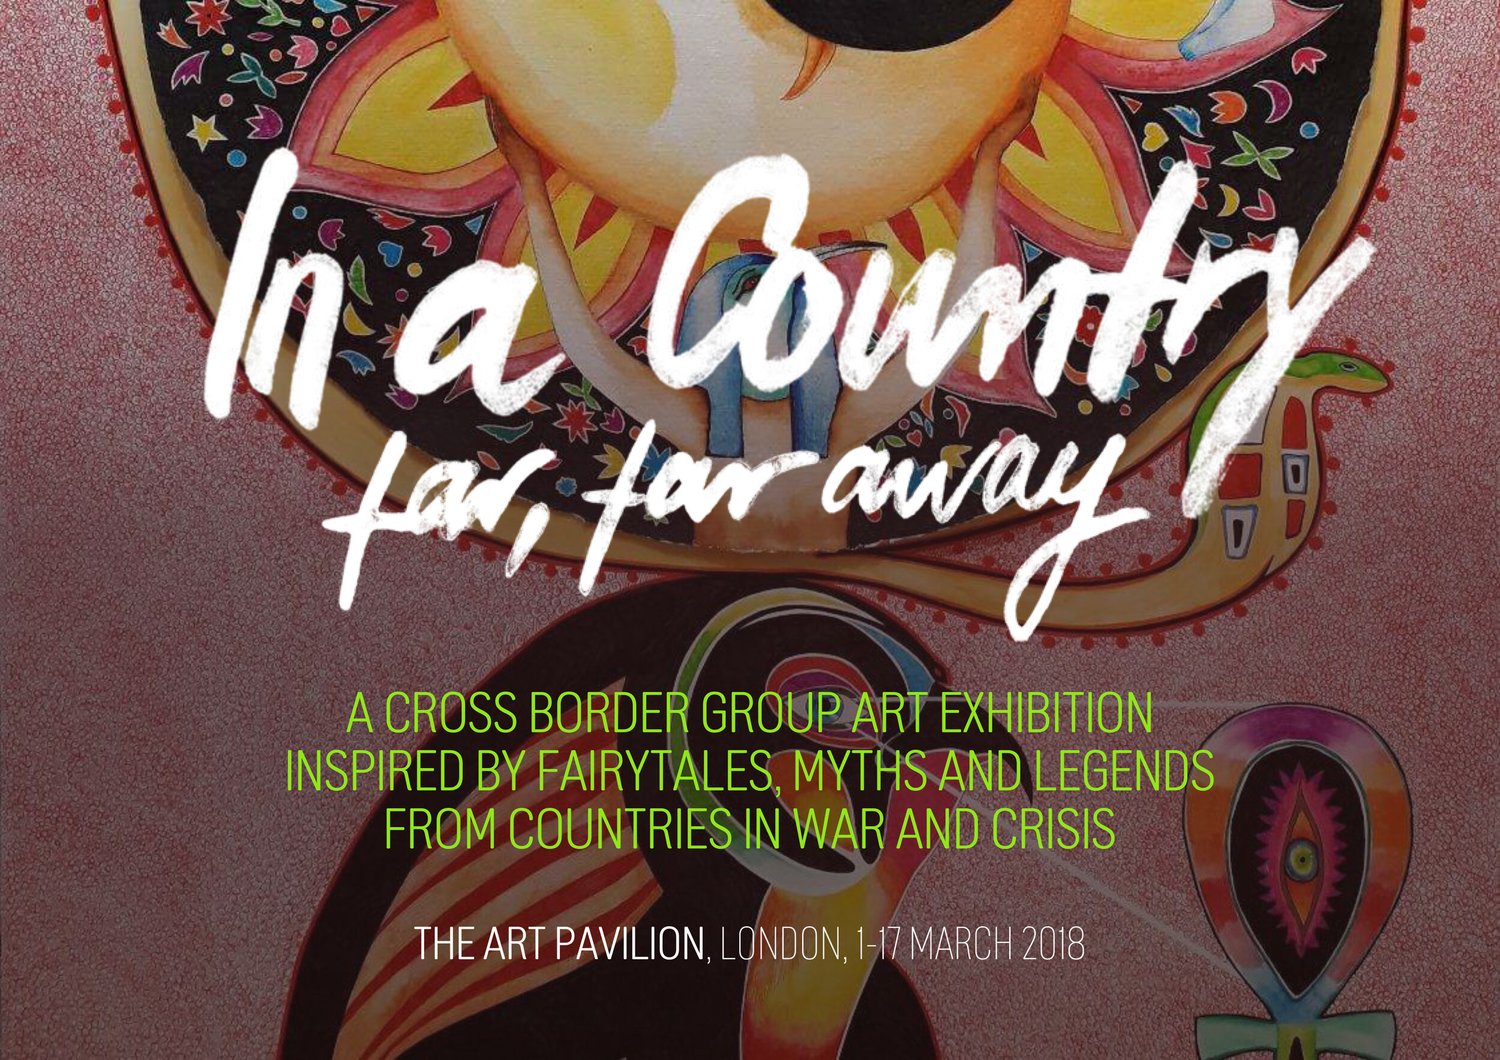 In a Country
far, far away
A CROSS BORDER GROUP ART EXHIBITION
INSPIRED BY FAIRYTALES, MYTHS AND LEGENDS
FROM COUNTRIES IN WAR AND CRISIS
THE ART PAVILION, LONDON, 1-17 MARCH 2018